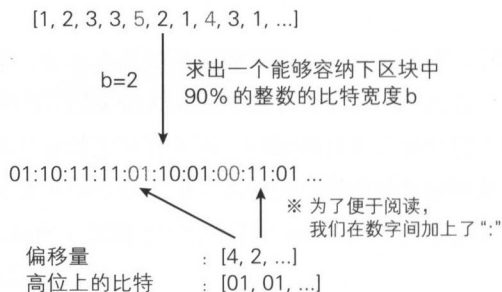 [1, 2, 3, 3, 5, 2, 1, 4, 3, 1, ...]
b=2
求出一个能够容纳下区块中
90% 的整数的比特宽度b
01:10:11:11:01:10:01:00:11:01 ...
※ 为了便于阅读，
我们在数字间加上了“:”
偏移量 : [4, 2, ...]
高位上的比特 : [01, 01, ...]